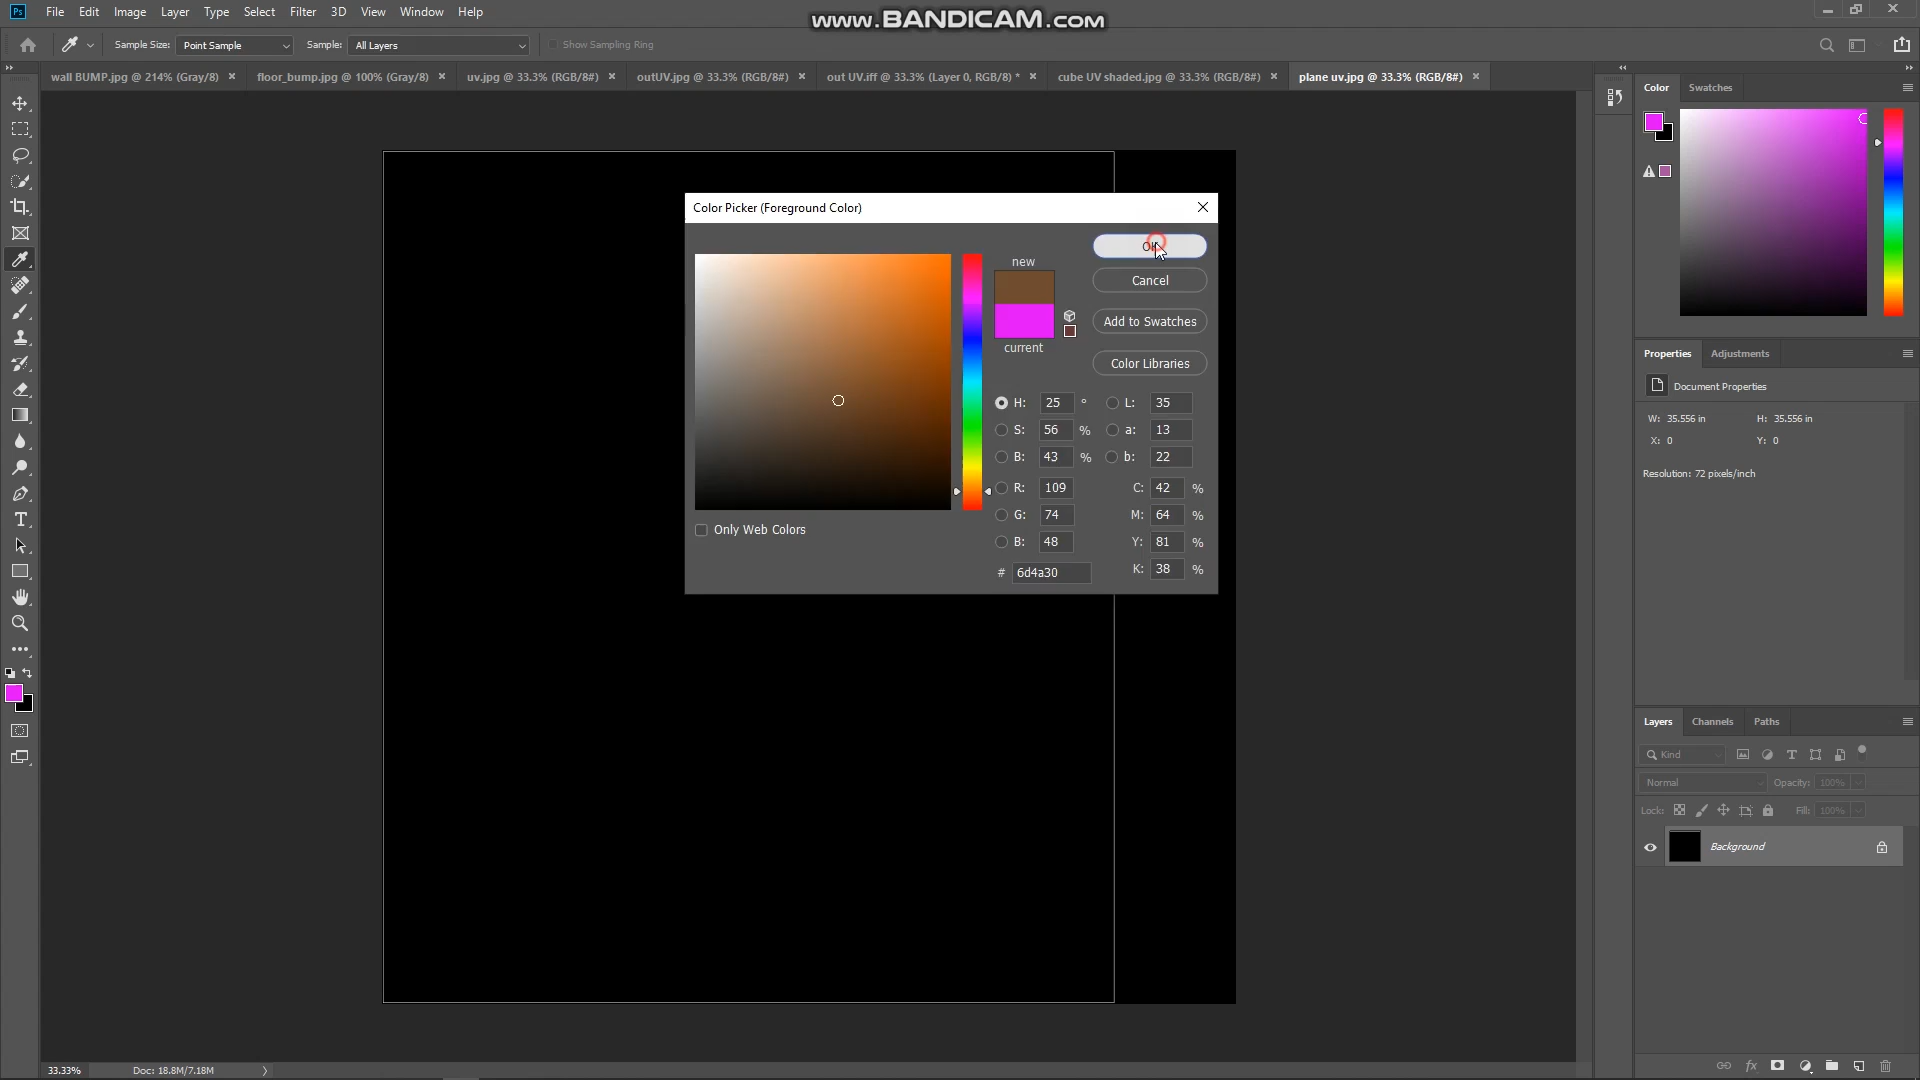 File Edit Image Layer Type Select Filter 3D View Window Help
www.BANDICAM.com
Sample Size: Point Sample Sample: All Layers Show Sampling Ring
wall BUMP.jpg @ 214% (Gray/8) floor_bump.jpg @ 100% (Gray/8) uv.jpg @ 33.3% (RGB/8#) outUV.jpg @ 33.3% (RGB/8#) out UV.iff @ 33.3% (Layer 0, RGB/8) * cube UV shaded.jpg @ 33.3% (RGB/8#) plane uv.jpg @ 33.3% (RGB/8#)
Color Swatches
Color Picker (Foreground Color)
new
current
OK
Cancel
Add to Swatches
Color Libraries
H: 25 ° L: 35
S: 56 % a: 13
B: 43 % b: 22
R: 109 C: 42 %
G: 74 M: 64 %
B: 48 Y: 81 %
# 6d4a30 K: 38 %
Only Web Colors
Properties Adjustments
Document Properties
W: 35.556 in H: 35.556 in
X: 0 Y: 0
Resolution: 72 pixels/inch
Layers Channels Paths
Kind
Normal Opacity: 100%
Lock: Fill: 100%
Background
33.33% Doc: 18.8M/7.18M